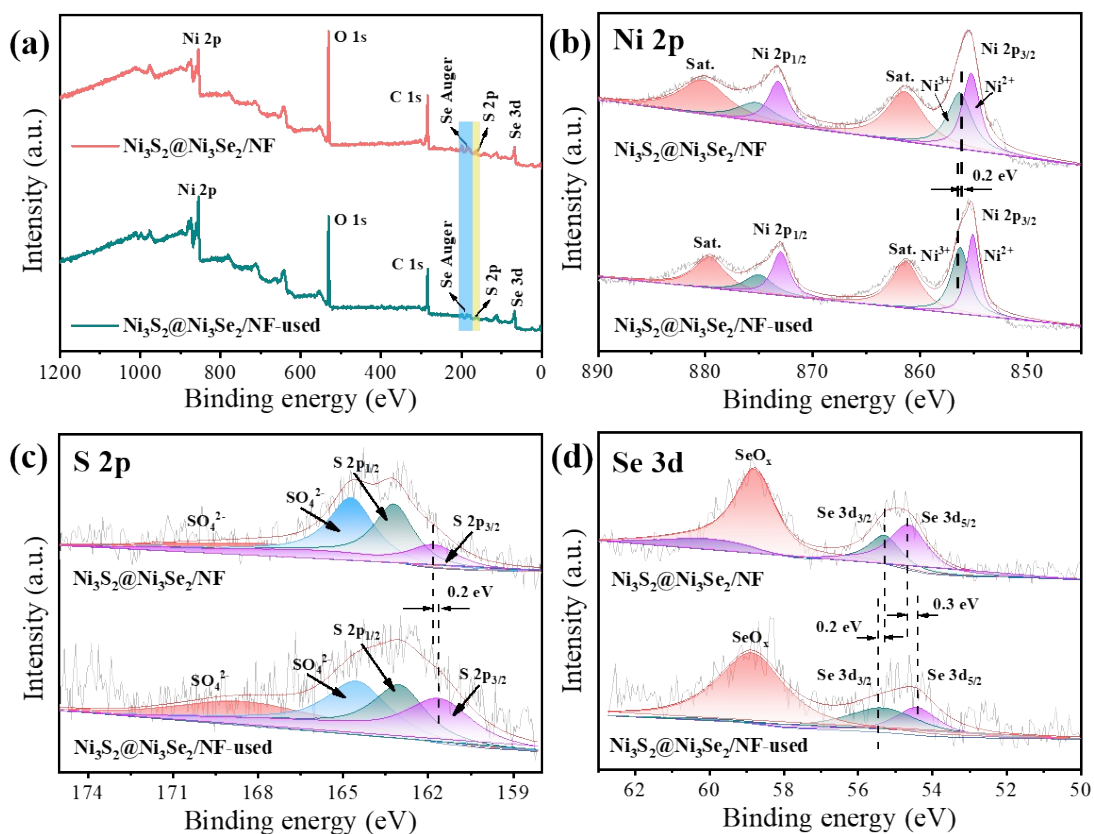 (a)
Ni 2p
O 1s
C 1s
Se Auger
S 2p
Se 3d
Ni₃S₂@Ni₃Se₂/NF
Ni 2p
O 1s
C 1s
Se Auger
S 2p
Se 3d
Ni₃S₂@Ni₃Se₂/NF-used
1200 1000 800 600 400 200 0
Binding energy (eV)
Intensity (a.u.)
(b) Ni 2p
Sat.
Ni 2p₁/₂
Sat.
Ni 2p₃/₂
Ni³⁺
Ni²⁺
Ni₃S₂@Ni₃Se₂/NF
0.2 eV
Sat.
Ni 2p₁/₂
Sat.
Ni 2p₃/₂
Ni³⁺
Ni²⁺
Ni₃S₂@Ni₃Se₂/NF-used
890 880 870 860 850
Binding energy (eV)
Intensity (a.u.)
(c) S 2p
SO₄²⁻
SO₄²⁻
S 2p₁/₂
S 2p₃/₂
Ni₃S₂@Ni₃Se₂/NF
0.2 eV
SO₄²⁻
SO₄²⁻
S 2p₁/₂
S 2p₃/₂
Ni₃S₂@Ni₃Se₂/NF-used
174 171 168 165 162 159
Binding energy (eV)
Intensity (a.u.)
(d) Se 3d
SeOₓ
Se 3d₃/₂
Se 3d₅/₂
Ni₃S₂@Ni₃Se₂/NF
0.3 eV
0.2 eV
SeOₓ
Se 3d₃/₂
Se 3d₅/₂
Ni₃S₂@Ni₃Se₂/NF-used
62 60 58 56 54 52 50
Binding energy (eV)
Intensity (a.u.)